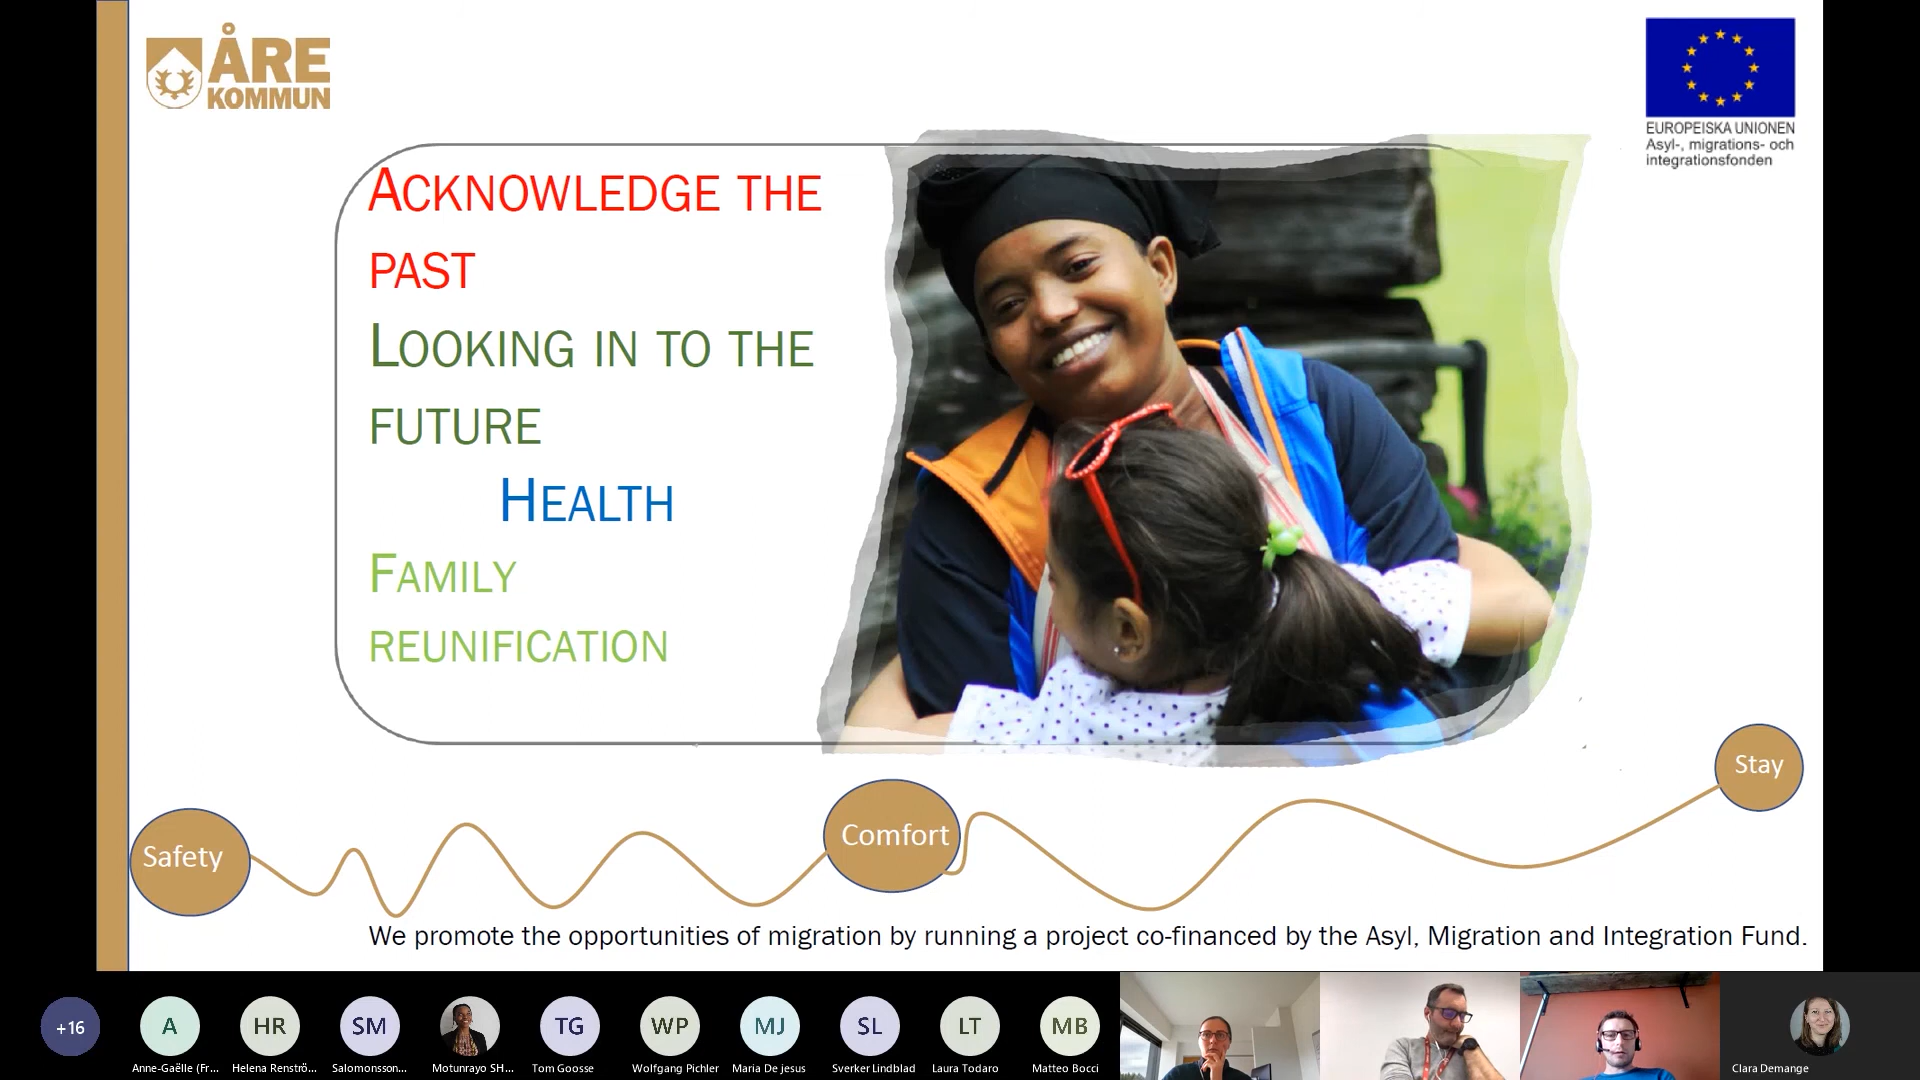 ÅRE
KOMMUN
EUROPEISKA UNIONEN
Asyl-, migrations- och
integrationsfonden
ACKNOWLEDGE THE
PAST
LOOKING IN TO THE
FUTURE
HEALTH
FAMILY
REUNIFICATION
Safety
Comfort
Stay
We promote the opportunities of migration by running a project co-financed by the Asyl, Migration and Integration Fund.
+16
A
HR
SM
TG
WP
MJ
SL
LT
MB
Anne-Gaëlle (Fr...
Helena Renströ...
Salomonsson...
Motunrayo SH...
Tom Goosse
Wolfgang Pichler
Maria De jesus
Sverker Lindblad
Laura Todaro
Matteo Bocci
Clara Demange